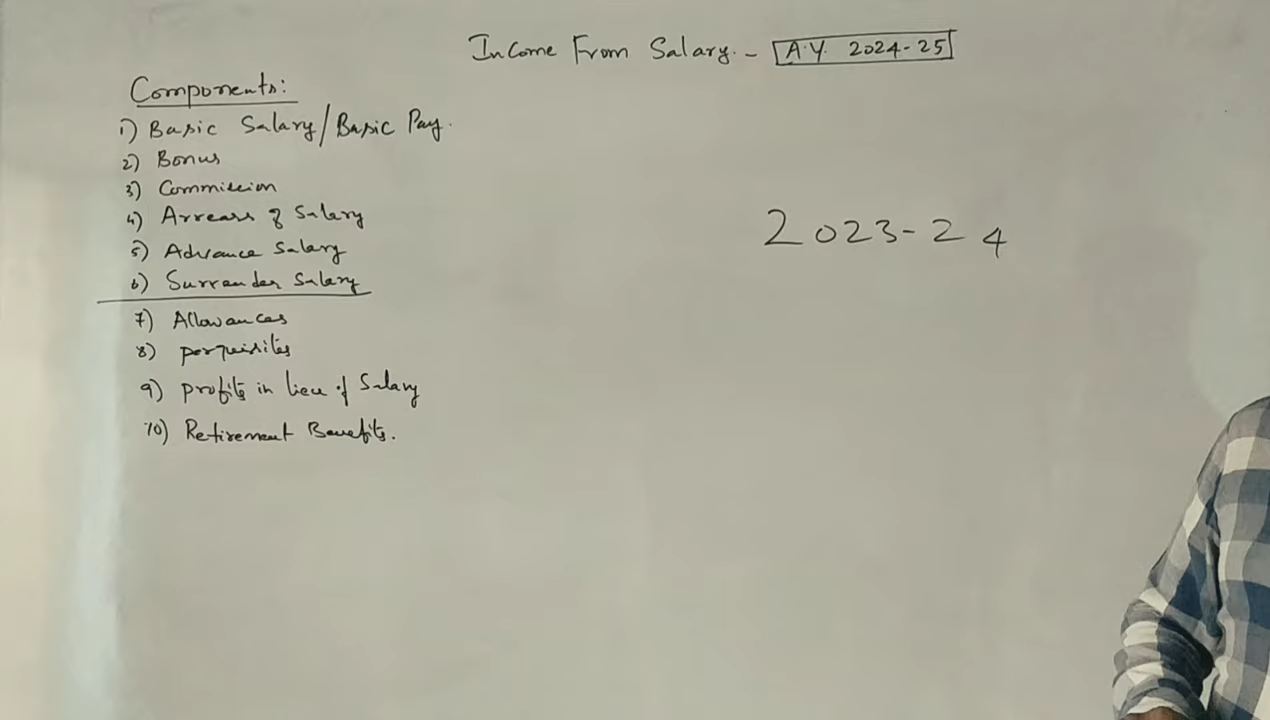 Income From Salary. - A.Y. 2024-25
Components:
1) Basic Salary/Basic Pay.
2) Bonus
3) Commission
4) Arrears of Salary
5) Advance Salary
6) Surrander Salary
7) Allowances
8) perquisites
9) profits in lieu of Salary
10) Retirement Benefits.
2023-24